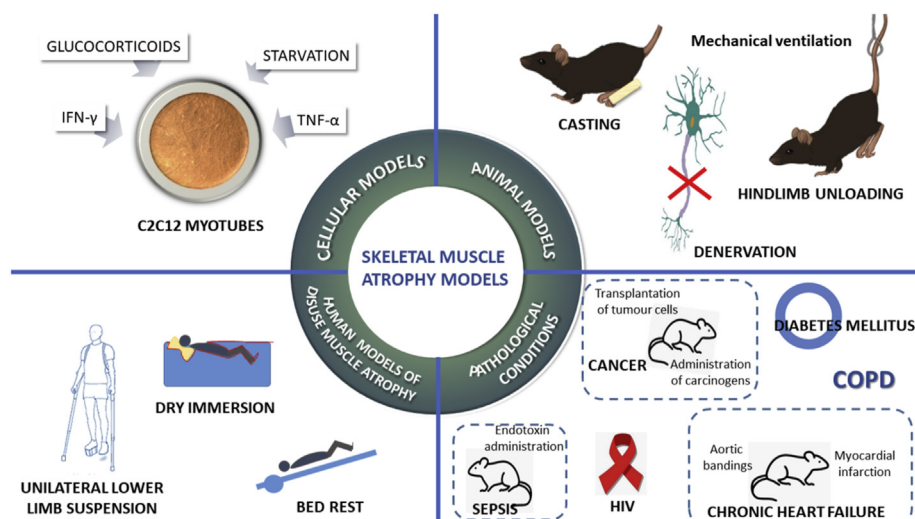 GLUCOCORTICOIDS
STARVATION
IFN-γ
TNF-α
C2C12 MYOTUBES
Mechanical ventilation
CASTING
HINDLIMB UNLOADING
DENERVATION
CELLULAR MODELS
ANIMAL MODELS
SKELETAL MUSCLE
ATROPHY MODELS
HUMAN MODELS OF
DISUSE MUSCLE ATROPHY
PATHOLOGICAL
CONDITIONS
DRY IMMERSION
UNILATERAL LOWER
LIMB SUSPENSION
BED REST
Transplantation
of tumour cells
CANCER
Administration
of carcinogens
DIABETES MELLITUS
COPD
Endotoxin
administration
SEPSIS
HIV
Aortic
bandings
Myocardial
infarction
CHRONIC HEART FAILURE